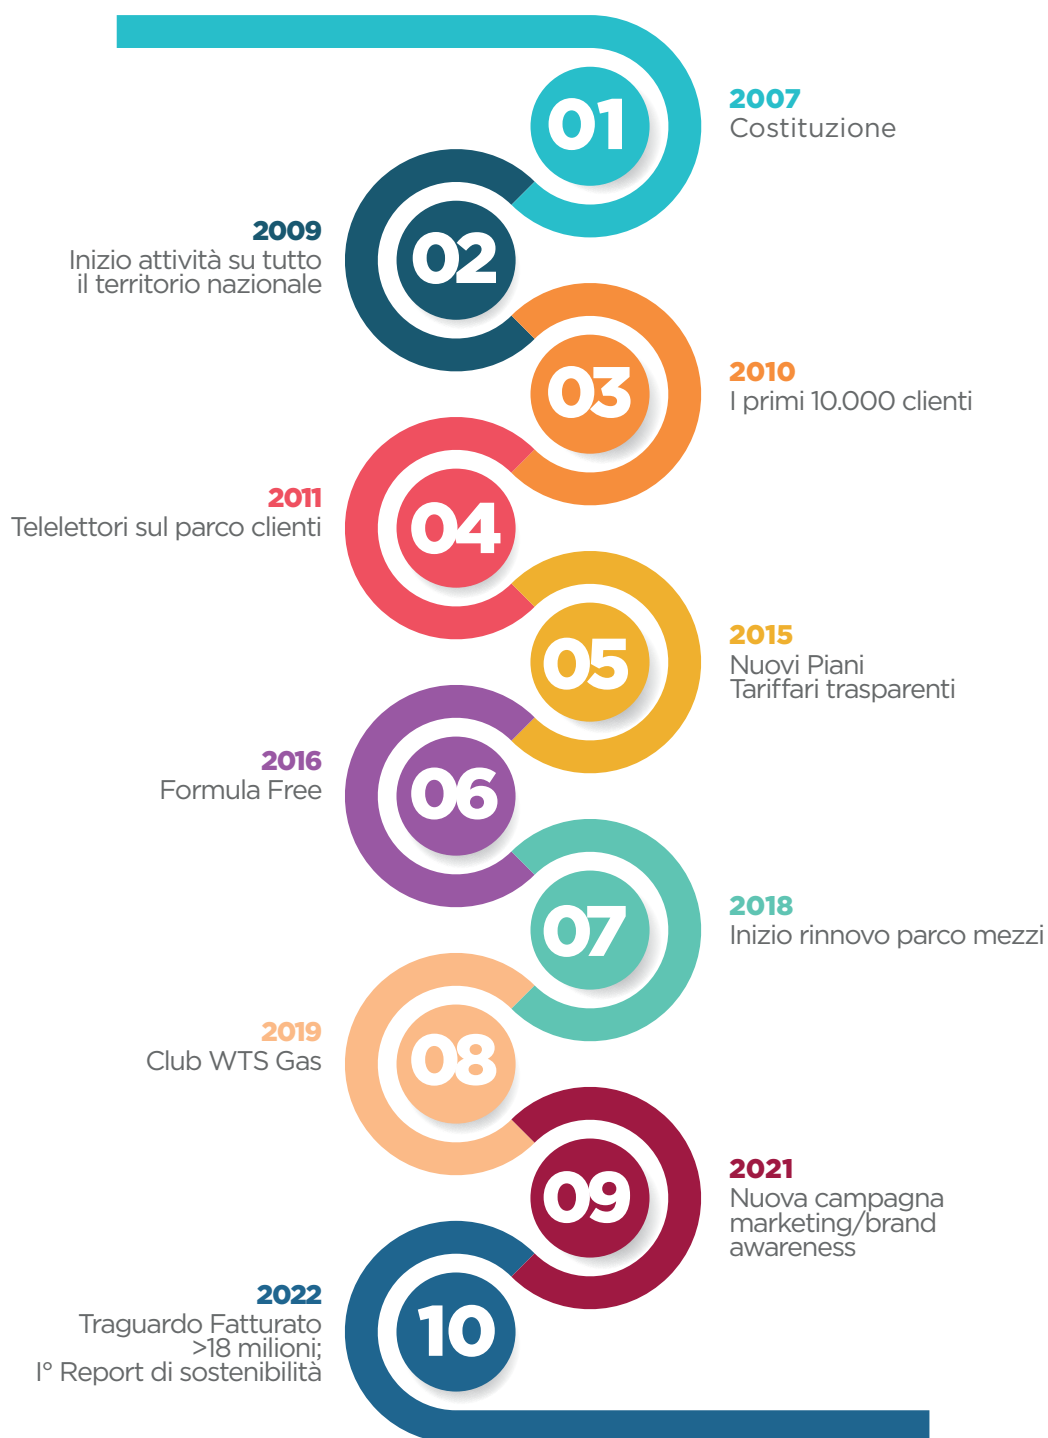 01
2007
Costituzione
2009
Inizio attività su tutto
il territorio nazionale
02
03
2010
I primi 10.000 clienti
2011
Telelettori sul parco clienti
04
05
2015
Nuovi Piani
Tariffari trasparenti
2016
Formula Free
06
07
2018
Inizio rinnovo parco mezzi
2019
Club WTS Gas
08
09
2021
Nuova campagna
marketing/brand
awareness
2022
Traguardo Fatturato
>18 milioni;
I° Report di sostenibilità
10